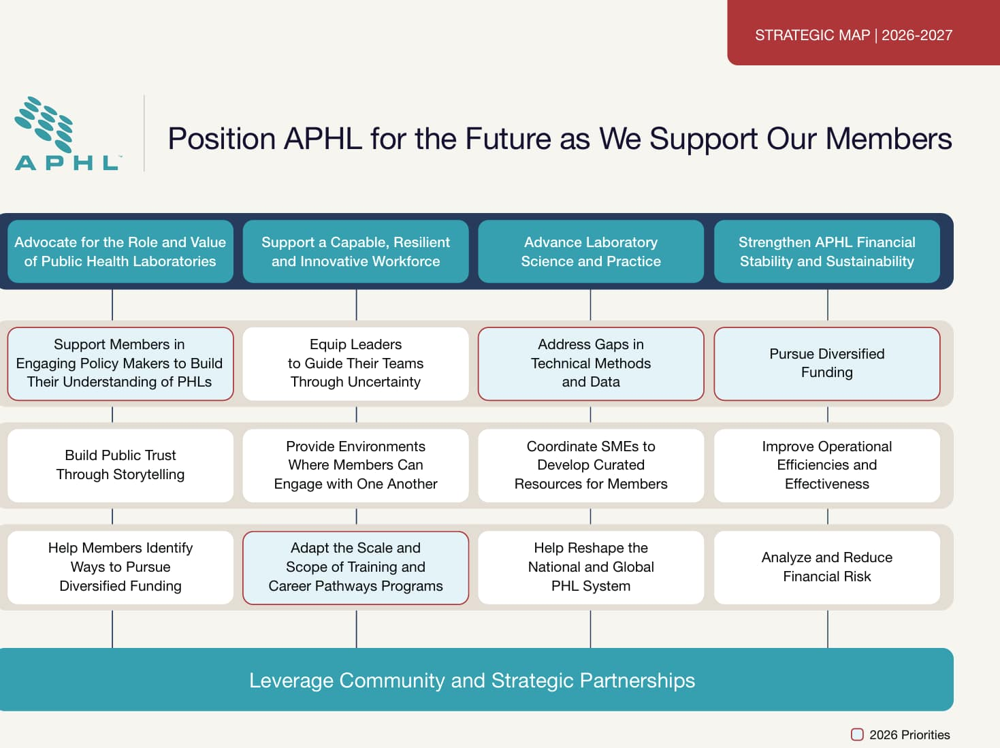 STRATEGIC MAP | 2026-2027
APHL™
Position APHL for the Future as We Support Our Members
Advocate for the Role and Value
of Public Health Laboratories
Support a Capable, Resilient
and Innovative Workforce
Advance Laboratory
Science and Practice
Strengthen APHL Financial
Stability and Sustainability
Support Members in
Engaging Policy Makers to Build
Their Understanding of PHLs
Equip Leaders
to Guide Their Teams
Through Uncertainty
Address Gaps in
Technical Methods
and Data
Pursue Diversified
Funding
Build Public Trust
Through Storytelling
Provide Environments
Where Members Can
Engage with One Another
Coordinate SMEs to
Develop Curated
Resources for Members
Improve Operational
Efficiencies and
Effectiveness
Help Members Identify
Ways to Pursue
Diversified Funding
Adapt the Scale and
Scope of Training and
Career Pathways Programs
Help Reshape the
National and Global
PHL System
Analyze and Reduce
Financial Risk
Leverage Community and Strategic Partnerships
2026 Priorities